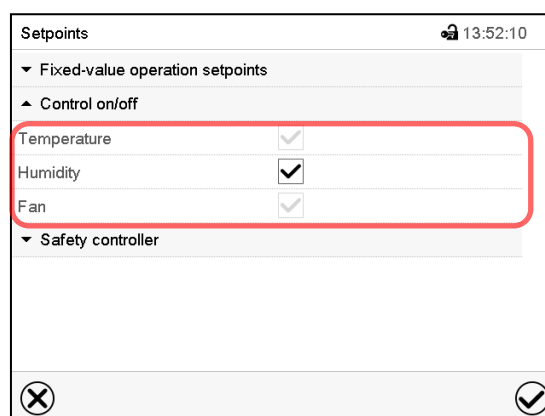 Setpoints 13:52:10
Fixed-value operation setpoints
Control on/off
Temperature
Humidity
Fan
Safety controller